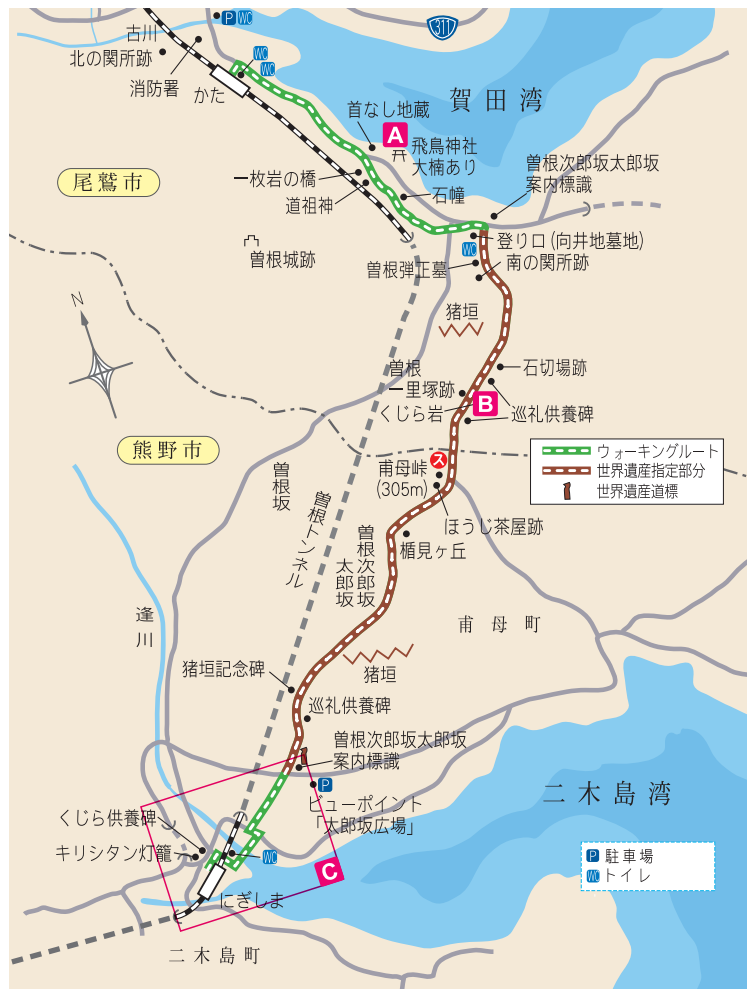 P WC
311
古川
北の関所跡
消防署
かた
WC
WC
賀田湾
首なし地蔵
A
飛鳥神社
大楠あり
曽根次郎坂太郎坂
案内標識
尾鷲市
一枚岩の橋
道祖神
石幢
登り口(向井地墓地)
WC
曽根弾正墓
南の関所跡
曽根城跡
N
猪垣
石切場跡
曽根
一里塚跡
くじら岩
B
巡礼供養碑
熊野市
ウォーキングルート
世界遺産指定部分
世界遺産道標
ス
甫母峠
(305m)
曽根坂
曽根トンネル
ほうじ茶屋跡
曽根次郎坂
太郎坂
楯見ヶ丘
逢川
甫母町
猪垣
猪垣記念碑
巡礼供養碑
曽根次郎坂太郎坂
案内標識
P
ビューポイント
「太郎坂広場」
二木島湾
くじら供養碑
キリシタン灯籠
WC
C
にぎしま
P 駐車場
WC トイレ
二木島町